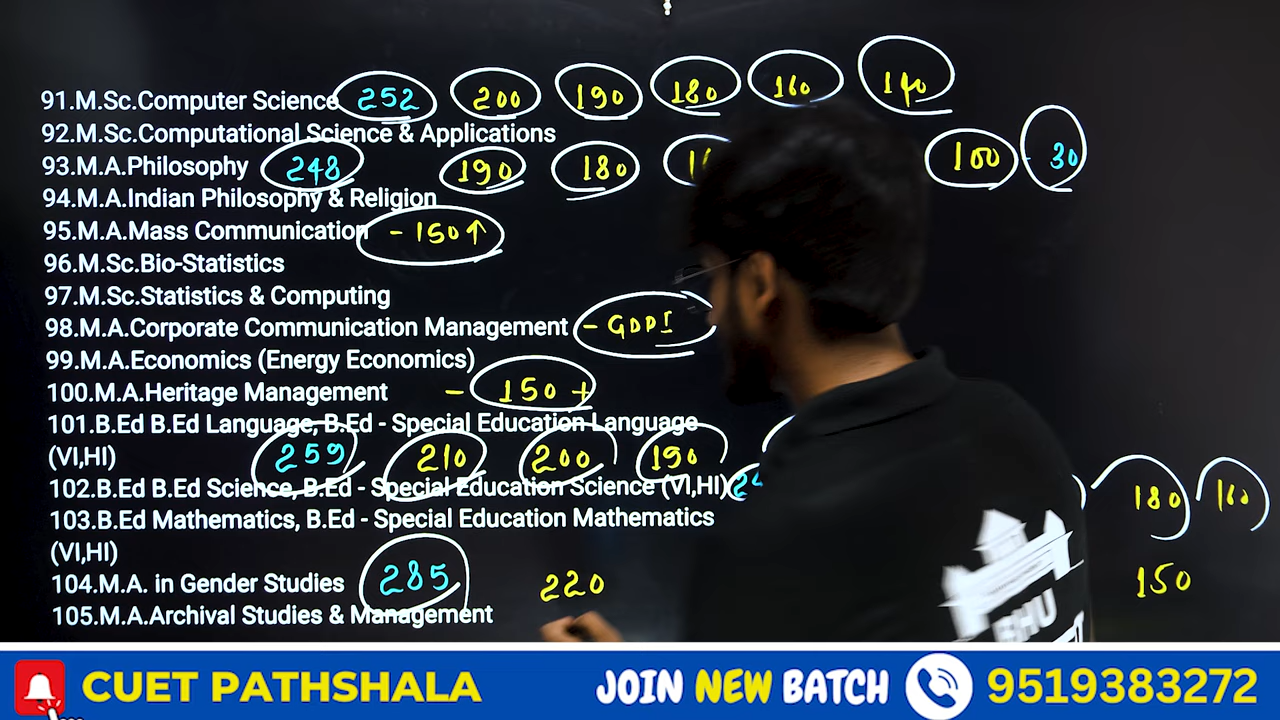 91.M.Sc.Computer Science 252 200 190 180 160 140
92.M.Sc.Computational Science & Applications
93.M.A.Philosophy 248 190 180 100 30
94.M.A.Indian Philosophy & Religion
95.M.A.Mass Communication - 150↑
96.M.Sc.Bio-Statistics
97.M.Sc.Statistics & Computing
98.M.A.Corporate Communication Management - GDPI
99.M.A.Economics (Energy Economics)
100.M.A.Heritage Management - 150 +
101.B.Ed B.Ed Language, B.Ed - Special Education Language
(VI,HI) 259 210 200 190
102.B.Ed B.Ed Science, B.Ed - Special Education Science (VI,HI) 180 160
103.B.Ed Mathematics, B.Ed - Special Education Mathematics
(VI,HI)
104.M.A. in Gender Studies 285 220 150
105.M.A.Archival Studies & Management
BHU
CUET PATHSHALA JOIN NEW BATCH 9519383272